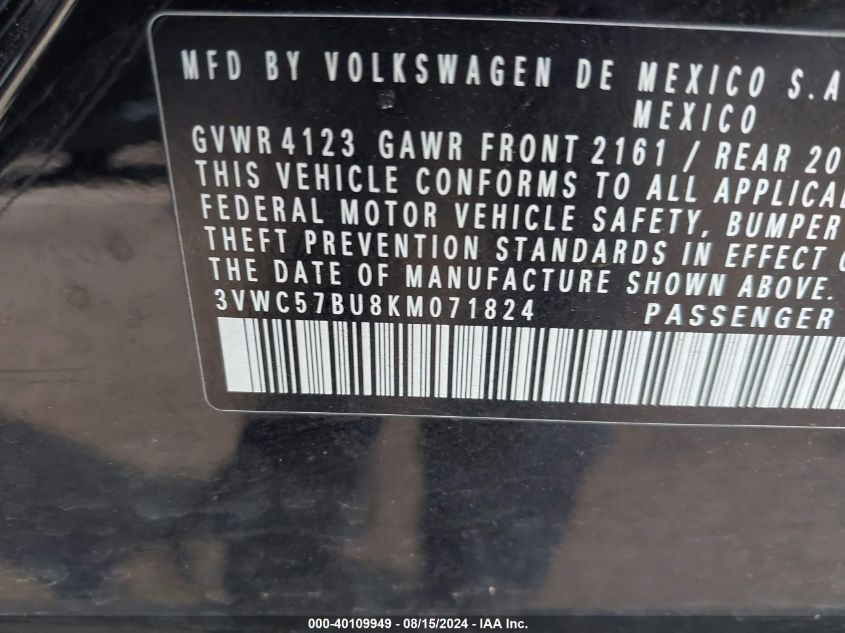 MFD BY VOLKSWAGEN DE MEXICO S.A
MEXICO
GVWR 4123 GAWR FRONT 2161 / REAR 20
THIS VEHICLE CONFORMS TO ALL APPLICAL
FEDERAL MOTOR VEHICLE SAFETY, BUMPER
THEFT PREVENTION STANDARDS IN EFFECT
THE DATE OF MANUFACTURE SHOWN ABOVE.
3VWC57BU8KM071824 PASSENGER
000-40109949 - 08/15/2024 - IAA Inc.